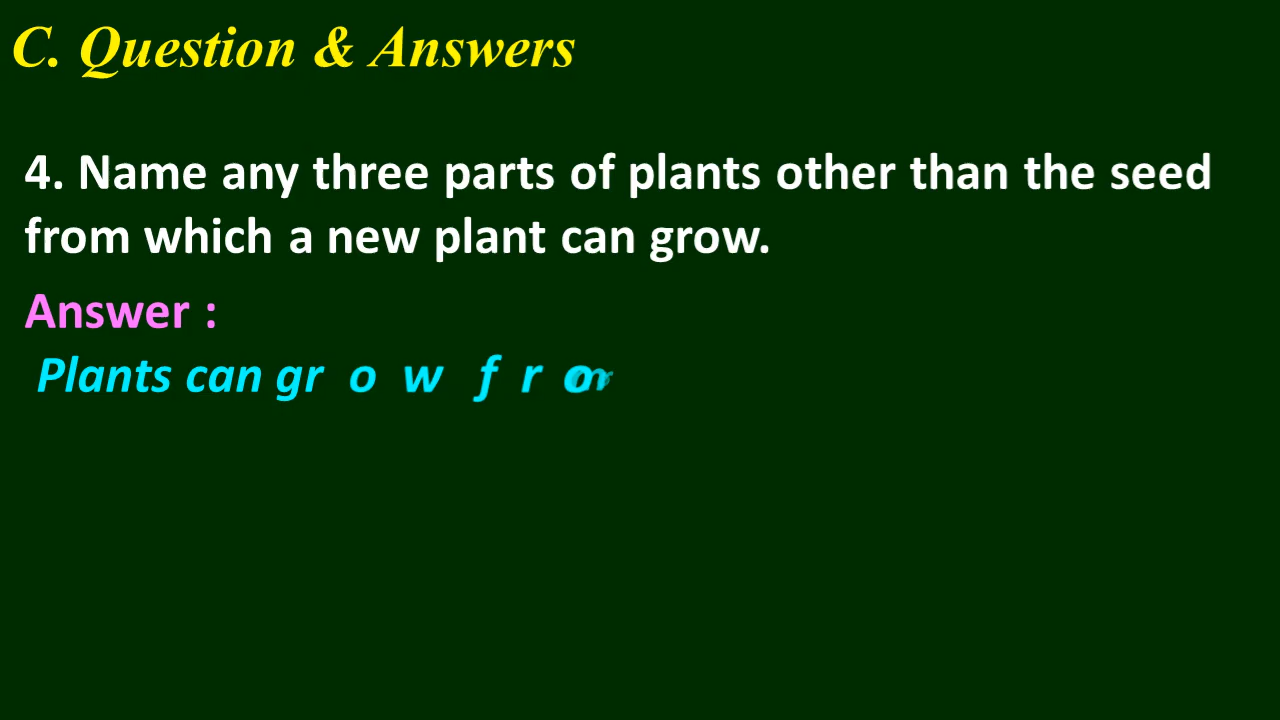 C. Question & Answers
4. Name any three parts of plants other than the seed
from which a new plant can grow.
Answer :
Plants can grow